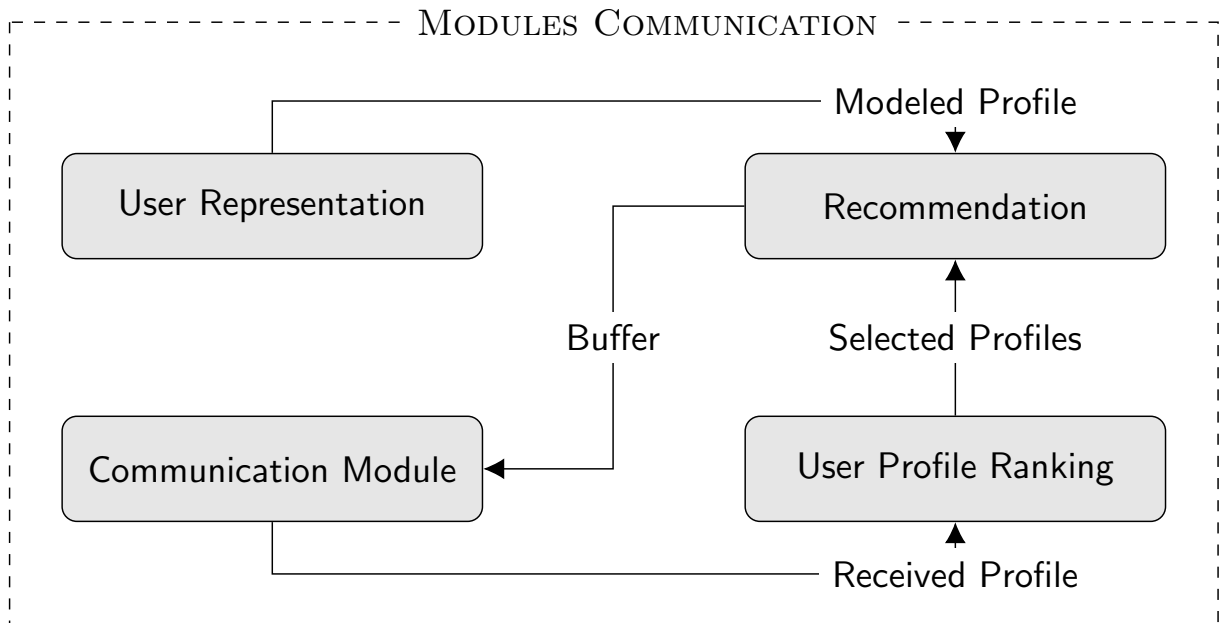 MODULES COMMUNICATION
Modeled Profile
User Representation
Recommendation
Buffer
Selected Profiles
Communication Module
User Profile Ranking
Received Profile